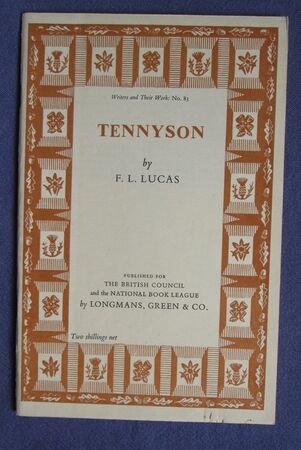 Writers and Their Work: No. 83
TENNYSON
by
F. L. LUCAS
PUBLISHED FOR
THE BRITISH COUNCIL
and the NATIONAL BOOK LEAGUE
by LONGMANS, GREEN & CO.
Two shillings net